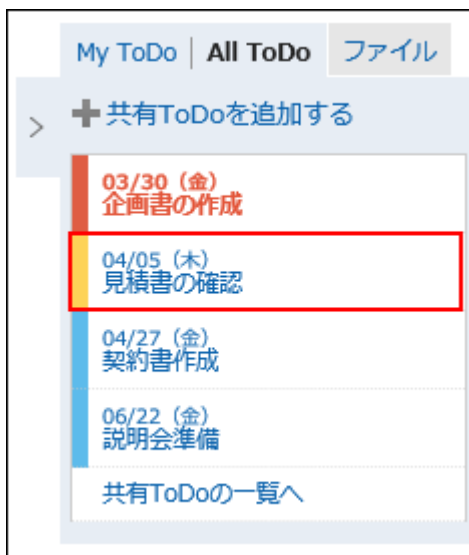 My ToDo | All ToDo ファイル
共有ToDoを追加する
03/30（金）
企画書の作成
04/05（木）
見積書の確認
04/27（金）
契約書作成
06/22（金）
説明会準備
共有ToDoの一覧へ